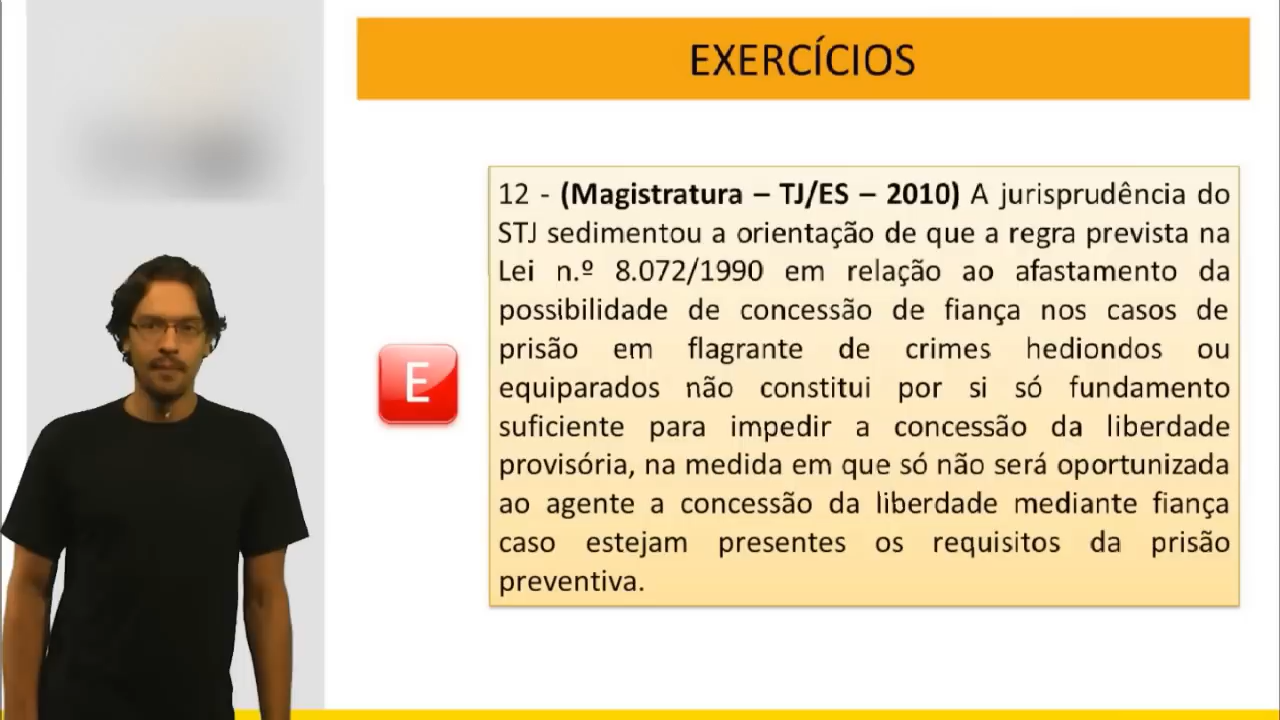 EXERCÍCIOS
12 - (Magistratura – TJ/ES – 2010) A jurisprudência do
STJ sedimentou a orientação de que a regra prevista na
Lei n.º 8.072/1990 em relação ao afastamento da
possibilidade de concessão de fiança nos casos de
prisão em flagrante de crimes hediondos ou
equiparados não constitui por si só fundamento
suficiente para impedir a concessão da liberdade
provisória, na medida em que só não será oportunizada
ao agente a concessão da liberdade mediante fiança
caso estejam presentes os requisitos da prisão
preventiva.
E